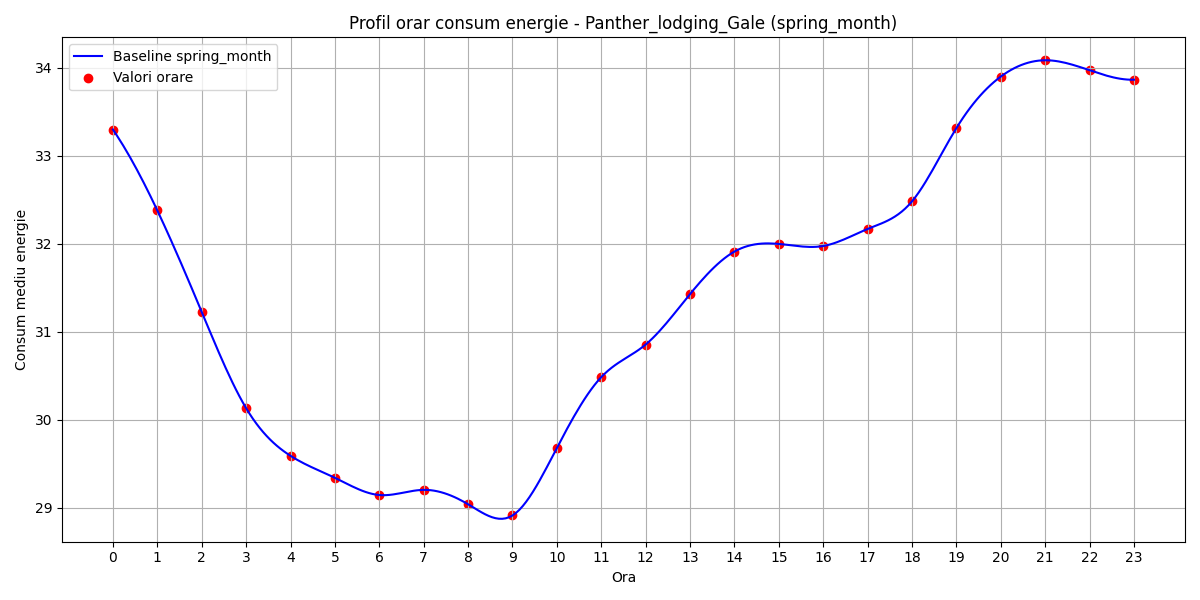 Profil orar consum energie - Panther_lodging_Gale (spring_month)
Baseline spring_month
Valori orare
Consum mediu energie
34
33
32
31
30
29
0 1 2 3 4 5 6 7 8 9 10 11 12 13 14 15 16 17 18 19 20 21 22 23
Ora